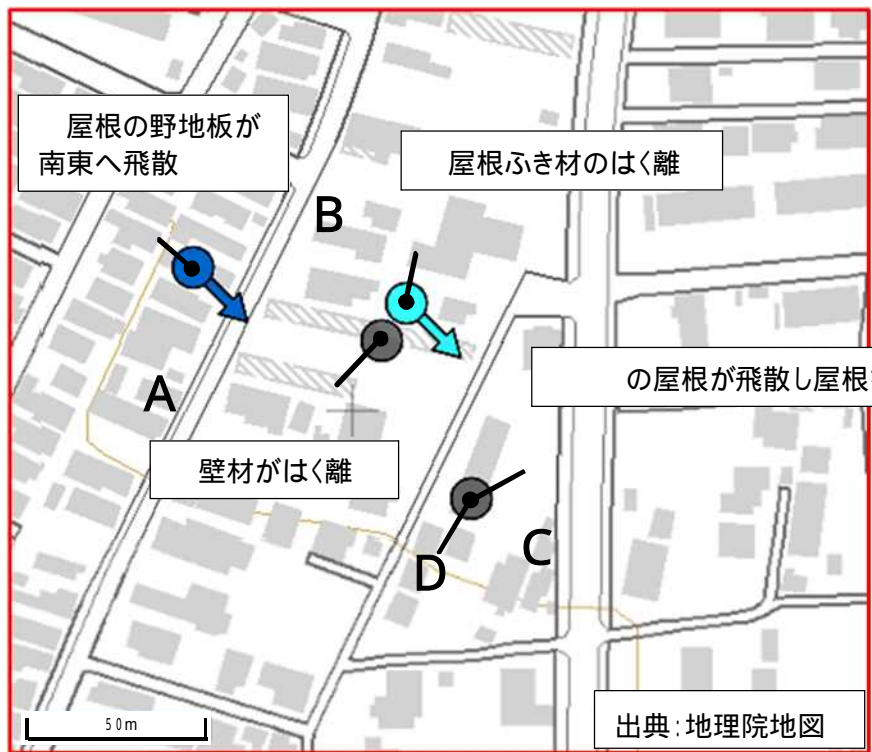 屋根の野地板が
南東へ飛散
屋根ふき材のはく離
B
の屋根が飛散し屋根
A
壁材がはく離
C
D
50m
出典:地理院地図